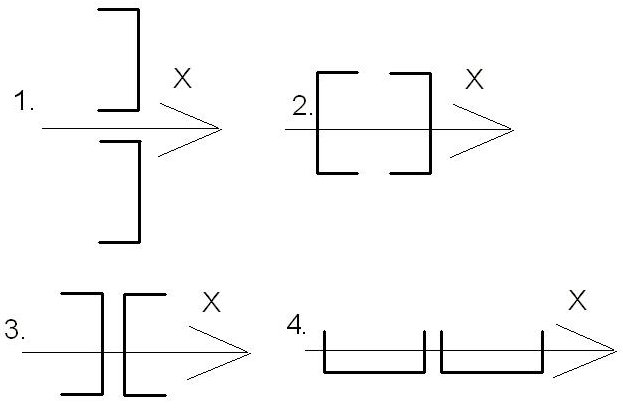 1. X
2. X
3. X
4. X